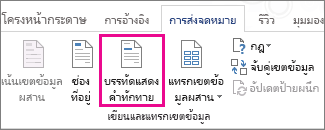 เค้าโครงหน้ากระดาษ การอ้างอิง การส่งจดหมาย รีวิว มุมมอง
เน้นเขตข้อมูล
ผสาน
ช่อง
ที่อยู่
บรรทัดแสดง
คำทักทาย
แทรกเขตข้อ
มูลผสาน
กฎ
จับคู่เขตข้อมูล
อัปเดตป้ายผนึก
เขียนและแทรกเขตข้อมูล